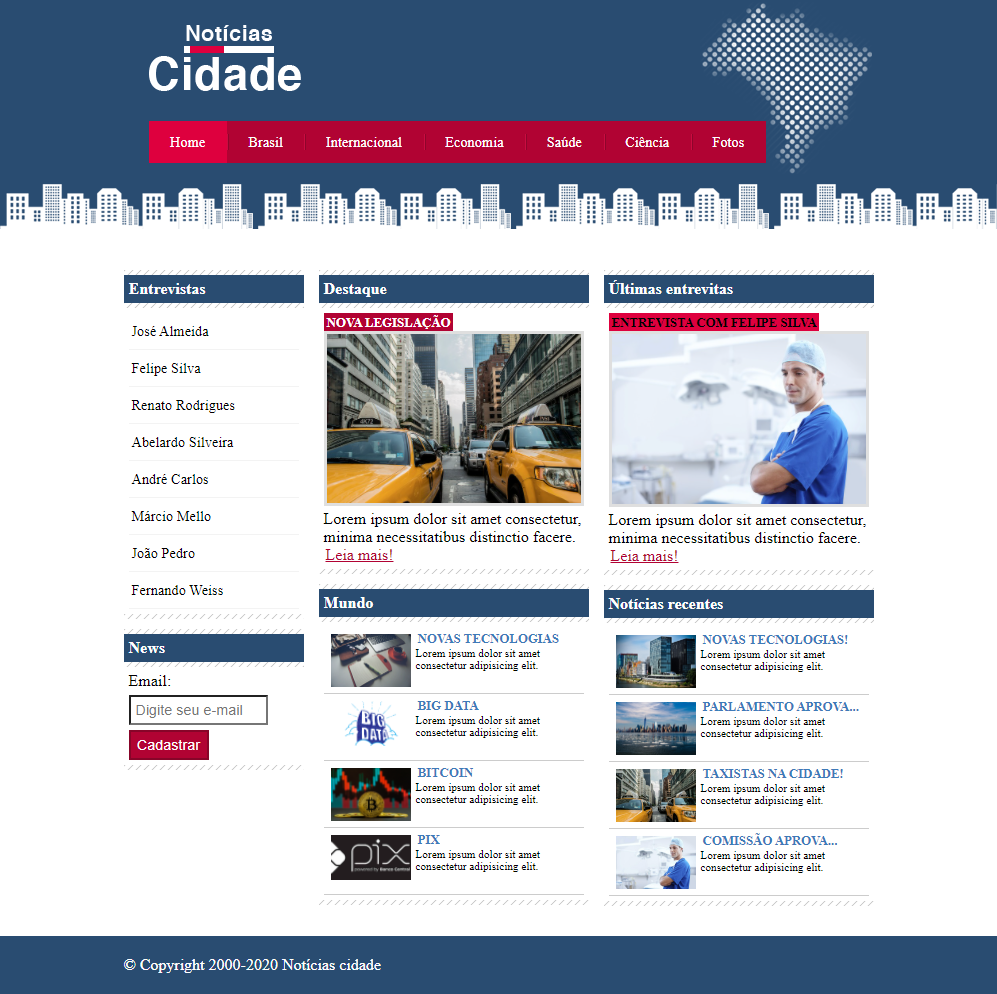 Notícias
Cidade
Home Brasil Internacional Economia Saúde Ciência Fotos
Entrevistas
José Almeida
Felipe Silva
Renato Rodrigues
Abelardo Silveira
André Carlos
Márcio Mello
João Pedro
Fernando Weiss
News
Email:
Digite seu e-mail
Cadastrar
Destaque
NOVA LEGISLAÇÃO
Lorem ipsum dolor sit amet consectetur,
minima necessitatibus distinctio facere.
Leia mais!
Mundo
NOVAS TECNOLOGIAS
Lorem ipsum dolor sit amet
consectetur adipisicing elit.
BIG DATA
BIG DATA
Lorem ipsum dolor sit amet
consectetur adipisicing elit.
BITCOIN
Lorem ipsum dolor sit amet
consectetur adipisicing elit.
pix
powered by Banco Central
PIX
Lorem ipsum dolor sit amet
consectetur adipisicing elit.
Últimas entrevitas
ENTREVISTA COM FELIPE SILVA
Lorem ipsum dolor sit amet consectetur,
minima necessitatibus distinctio facere.
Leia mais!
Notícias recentes
NOVAS TECNOLOGIAS!
Lorem ipsum dolor sit amet
consectetur adipisicing elit.
PARLAMENTO APROVA...
Lorem ipsum dolor sit amet
consectetur adipisicing elit.
TAXISTAS NA CIDADE!
Lorem ipsum dolor sit amet
consectetur adipisicing elit.
COMISSÃO APROVA...
Lorem ipsum dolor sit amet
consectetur adipisicing elit.
© Copyright 2000-2020 Notícias cidade